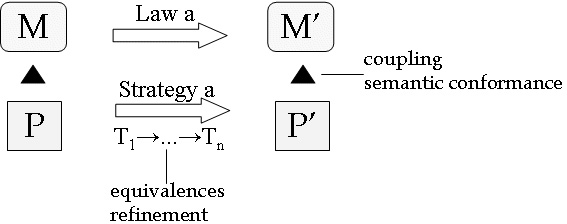 M Law a M′
coupling
semantic conformance
Strategy a
P T₁→...→Tₙ P′
equivalences
refinement